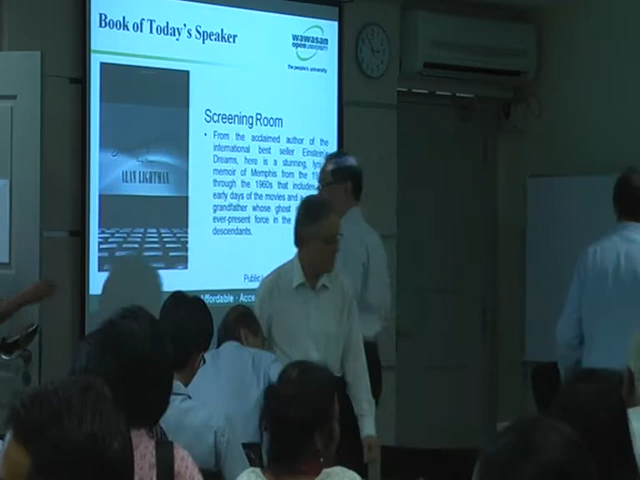 Book of Today's Speaker
wawasan
open UNIVERSITY
The people's university
Screening Room
• From the acclaimed author of the
international best seller Einstein's
Dreams, here is a stunning,
memoir of Memphis from the
through the 1960s that includes
early days of the movies and
grandfather whose ghost
ever-present force in the
descendants.
ALAN LIGHTMAN
Public
Affordable · Acce